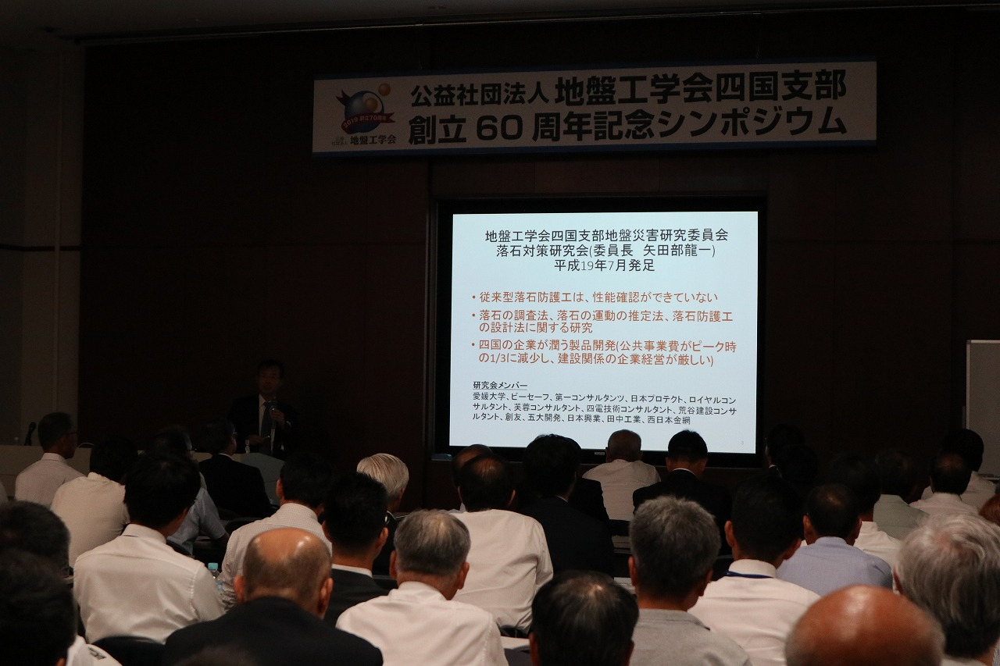 公益社団法人 地盤工学会四国支部
創立 60 周年記念シンポジウム
2019 創立70周年
公益
社団法人 地盤工学会
地盤工学会四国支部地盤災害研究委員会
落石対策研究会(委員長 矢田部龍一)
平成19年7月発足
• 従来型落石防護工は、性能確認ができていない
• 落石の調査法、落石の運動の推定法、落石防護工
の設計法に関する研究
• 四国の企業が潤う製品開発(公共事業費がピーク時
の1/3に減少し、建設関係の企業経営が厳しい)
研究会メンバー
愛媛大学、ビーセーフ、第一コンサルタンツ、日本プロテクト、ロイヤルコン
サルタント、芙蓉コンサルタント、四電技術コンサルタント、荒谷建設コンサ
ルタント、創友、五大開発、日本興業、田中工業、西日本金網